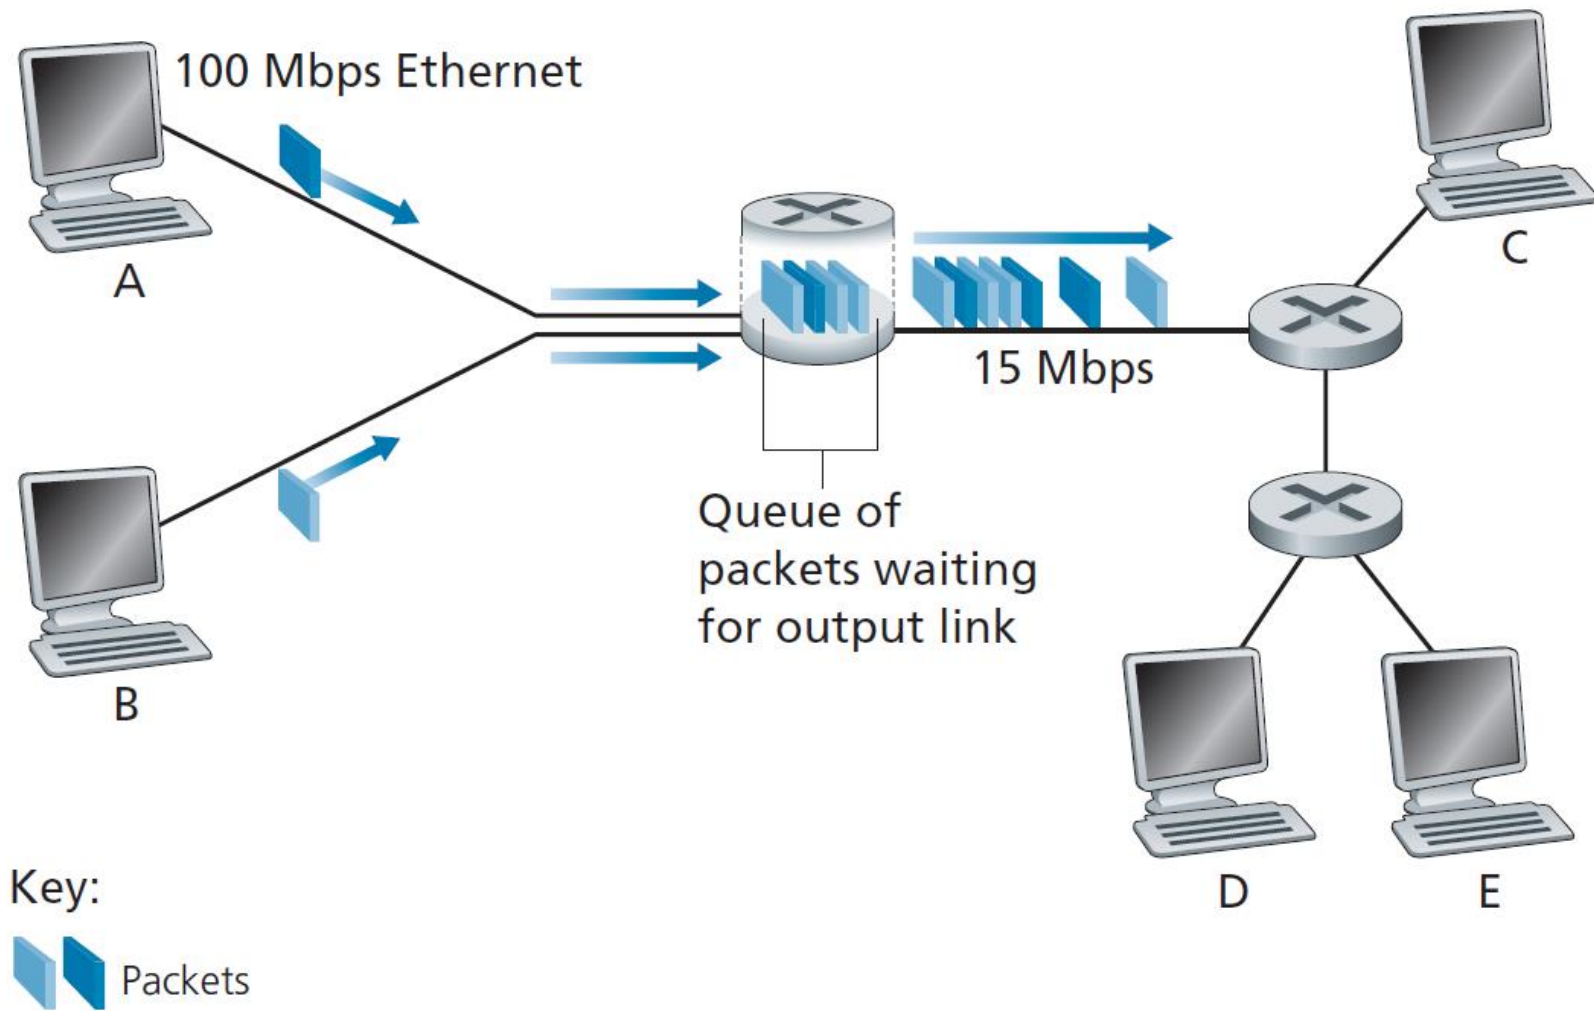 100 Mbps Ethernet
A
C
15 Mbps
Queue of
packets waiting
for output link
B
D
E
Key:
Packets